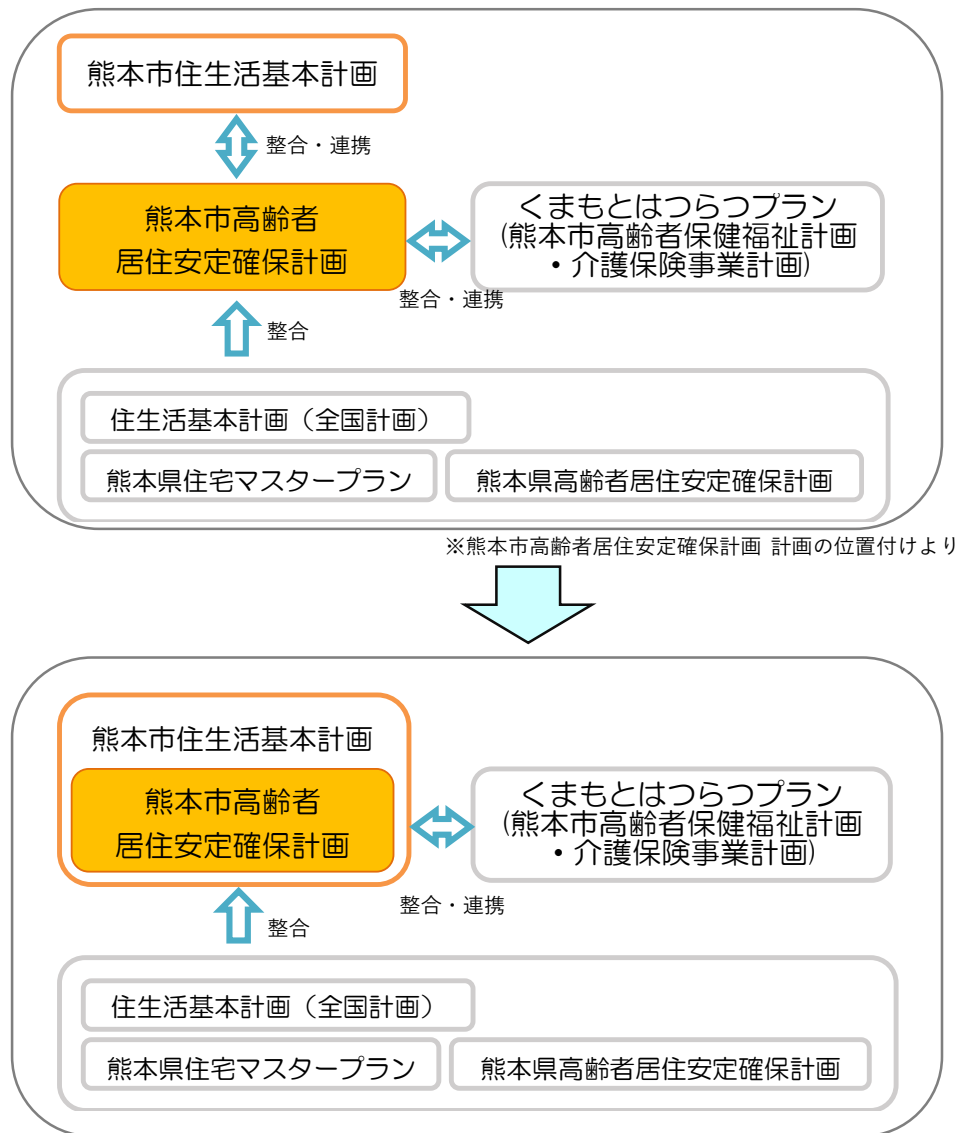 熊本市住生活基本計画
整合・連携
熊本市高齢者
居住安定確保計画
くまもとはつらつプラン
(熊本市高齢者保健福祉計画
・介護保険事業計画)
整合・連携
整合
住生活基本計画（全国計画）
熊本県住宅マスタープラン
熊本県高齢者居住安定確保計画
※熊本市高齢者居住安定確保計画 計画の位置付けより
熊本市住生活基本計画
熊本市高齢者
居住安定確保計画
くまもとはつらつプラン
(熊本市高齢者保健福祉計画
・介護保険事業計画)
整合・連携
整合
住生活基本計画（全国計画）
熊本県住宅マスタープラン
熊本県高齢者居住安定確保計画